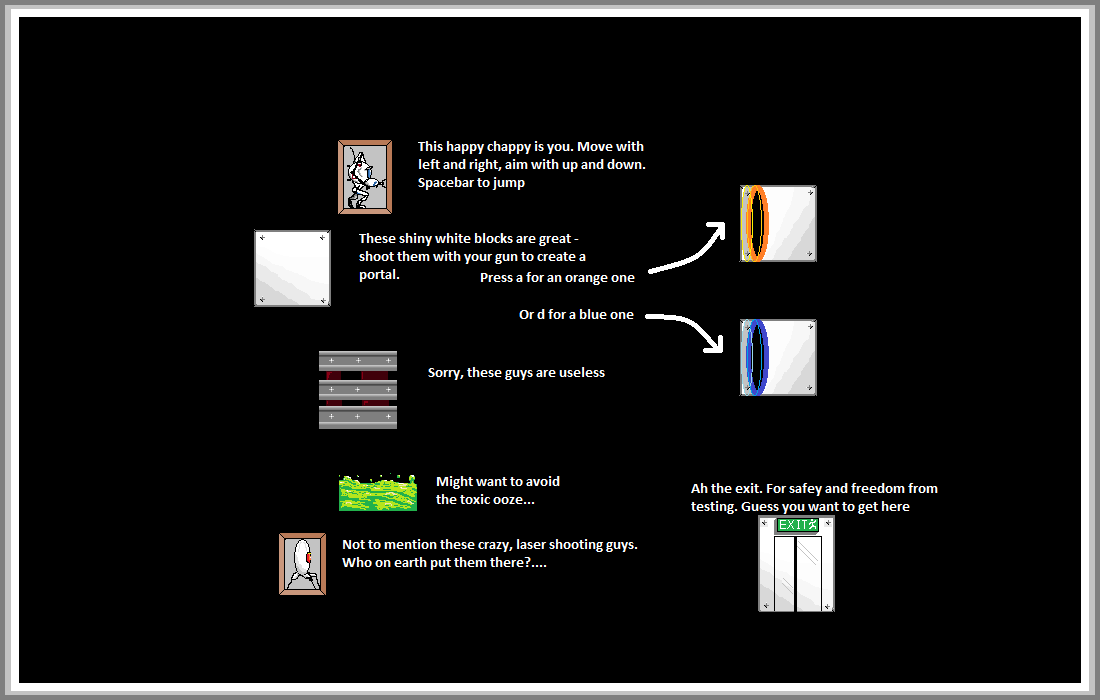 This happy chappy is you. Move with
left and right, aim with up and down.
Spacebar to jump
These shiny white blocks are great -
shoot them with your gun to create a
portal.
Press a for an orange one
Or d for a blue one
Sorry, these guys are useless
Might want to avoid
the toxic ooze...
Ah the exit. For safey and freedom from
testing. Guess you want to get here
EXIT
Not to mention these crazy, laser shooting guys.
Who on earth put them there?....